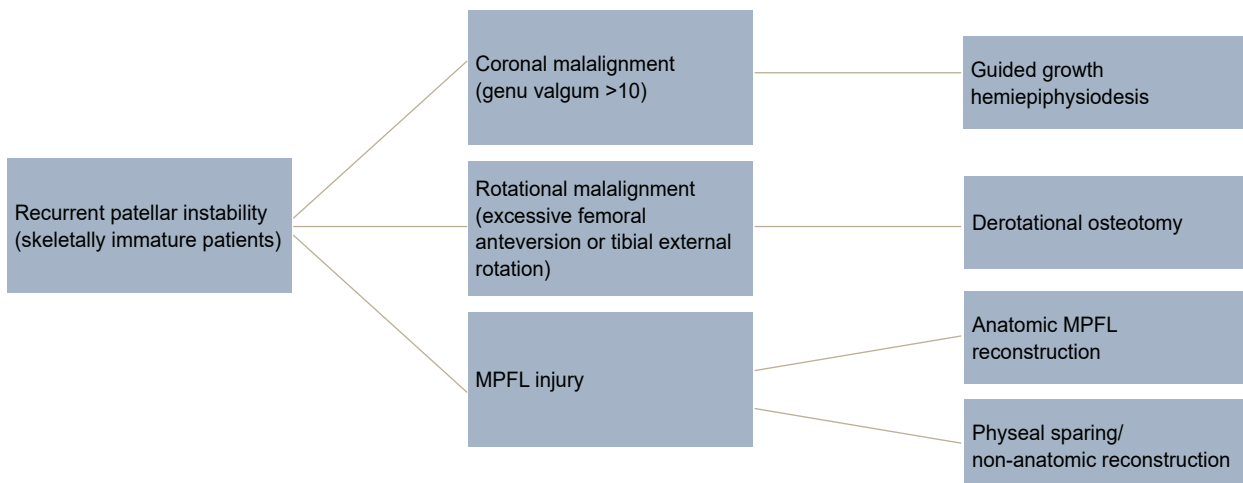 Recurrent patellar instability
(skeletally immature patients)
Coronal malalignment
(genu valgum >10)
Guided growth
hemiepiphysiodesis
Rotational malalignment
(excessive femoral
anteversion or tibial external
rotation)
Derotational osteotomy
MPFL injury
Anatomic MPFL
reconstruction
Physeal sparing/
non-anatomic reconstruction